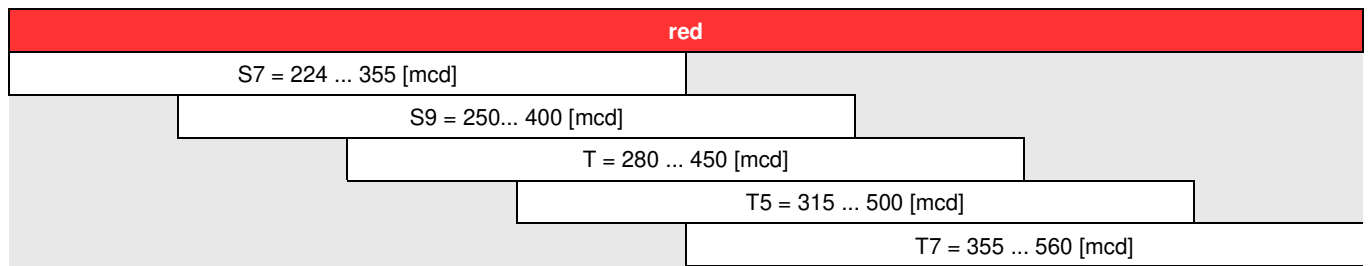 red
S7 = 224 ... 355 [mcd]
S9 = 250... 400 [mcd]
T = 280 ... 450 [mcd]
T5 = 315 ... 500 [mcd]
T7 = 355 ... 560 [mcd]